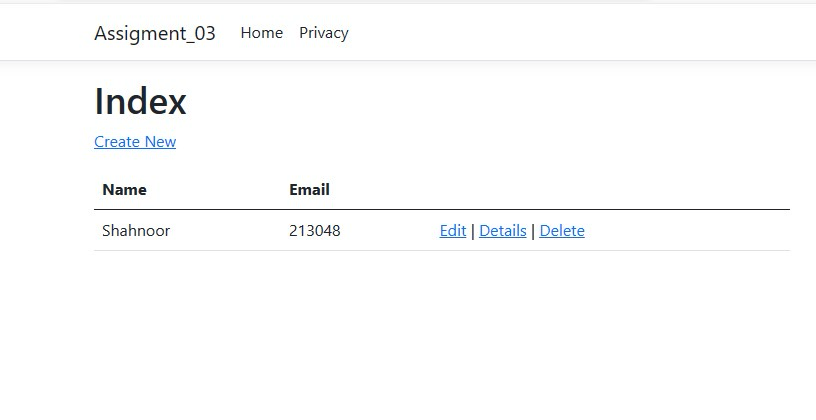 Assigment_03 Home Privacy
Index
Create New
Name Email
Shahnoor 213048 Edit | Details | Delete